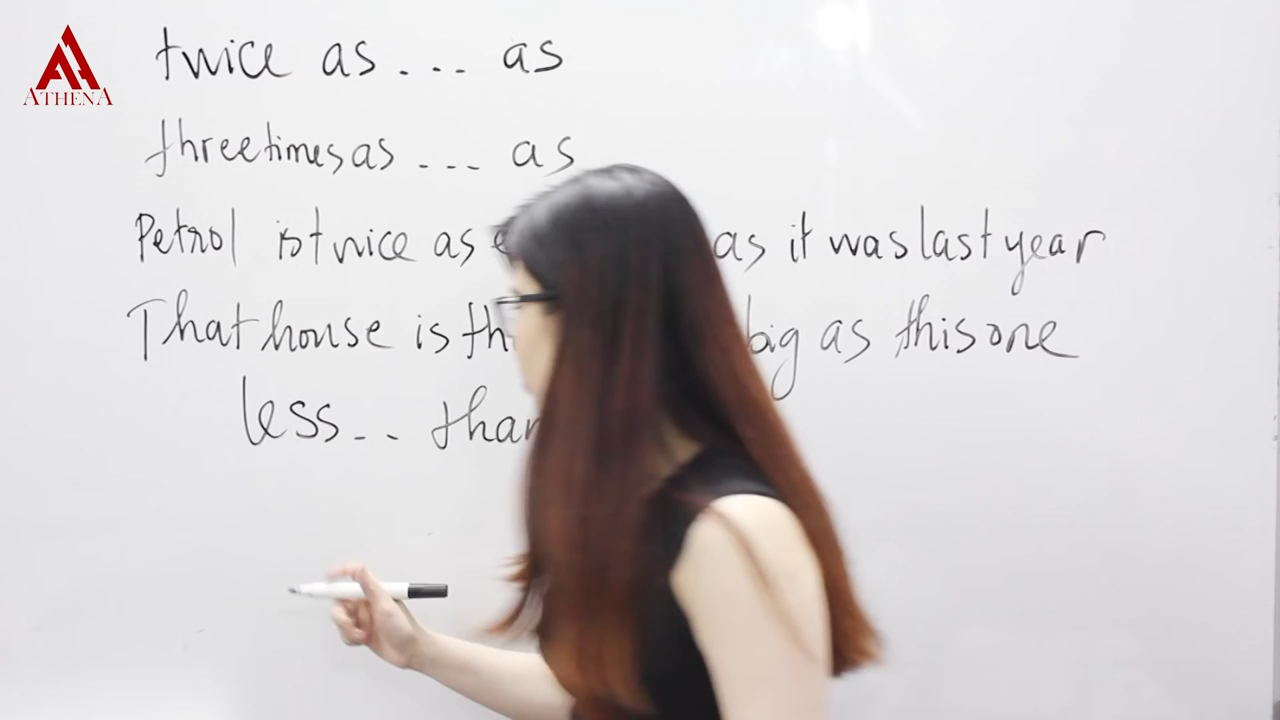 ATHENA
twice as ... as
three times as ... as
Petrol is twice as as it was last year
That house is big as this one
less .. than